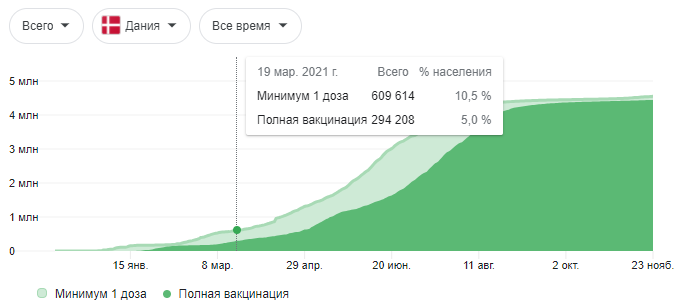 Всего Дания Все время
19 мар. 2021 г. Всего % населения
Минимум 1 доза 609 614 10,5 %
Полная вакцинация 294 208 5,0 %
5 млн
4 млн
3 млн
2 млн
1 млн
0
15 янв. 8 мар. 29 апр. 20 июн. 11 авг. 2 окт. 23 нояб.
Минимум 1 доза Полная вакцинация